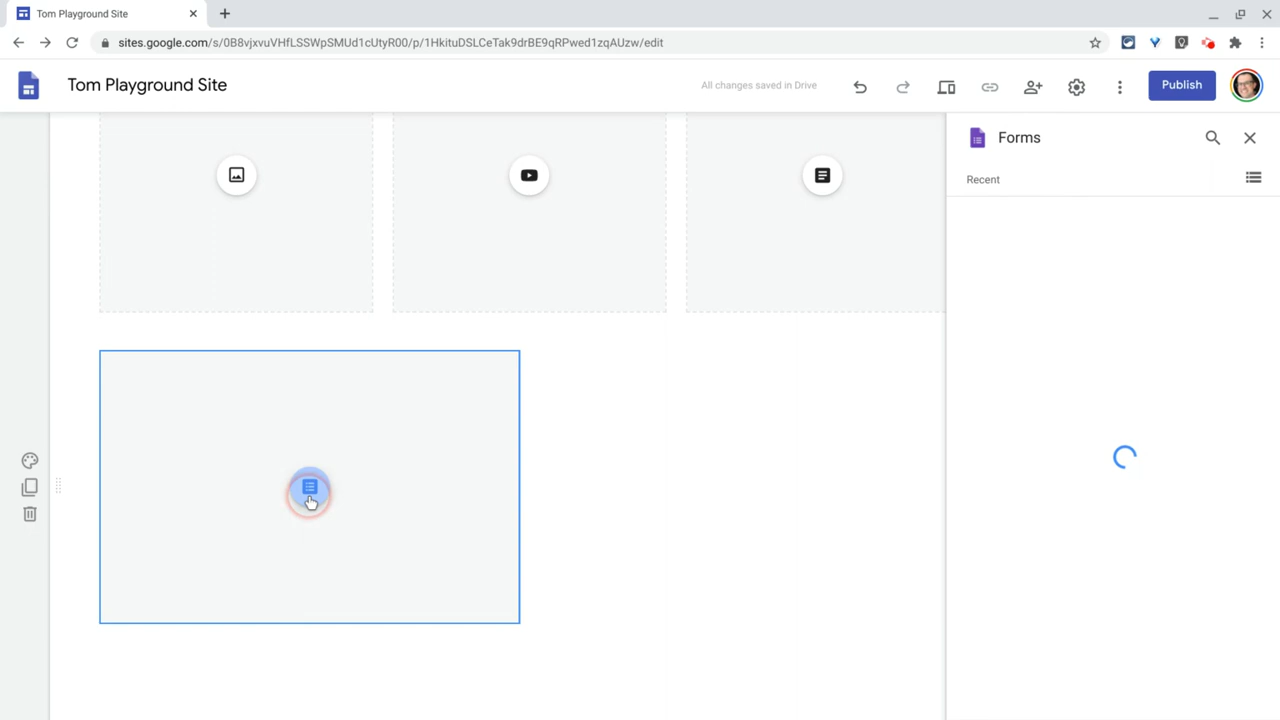 Tom Playground Site
sites.google.com/s/0B8vjxvuVHfLSSWpSMUd1cUtyR00/p/1HkituDSLCeTak9drBE9qRPwed1zqAUzw/edit
Tom Playground Site
All changes saved in Drive
Publish
Forms
Recent